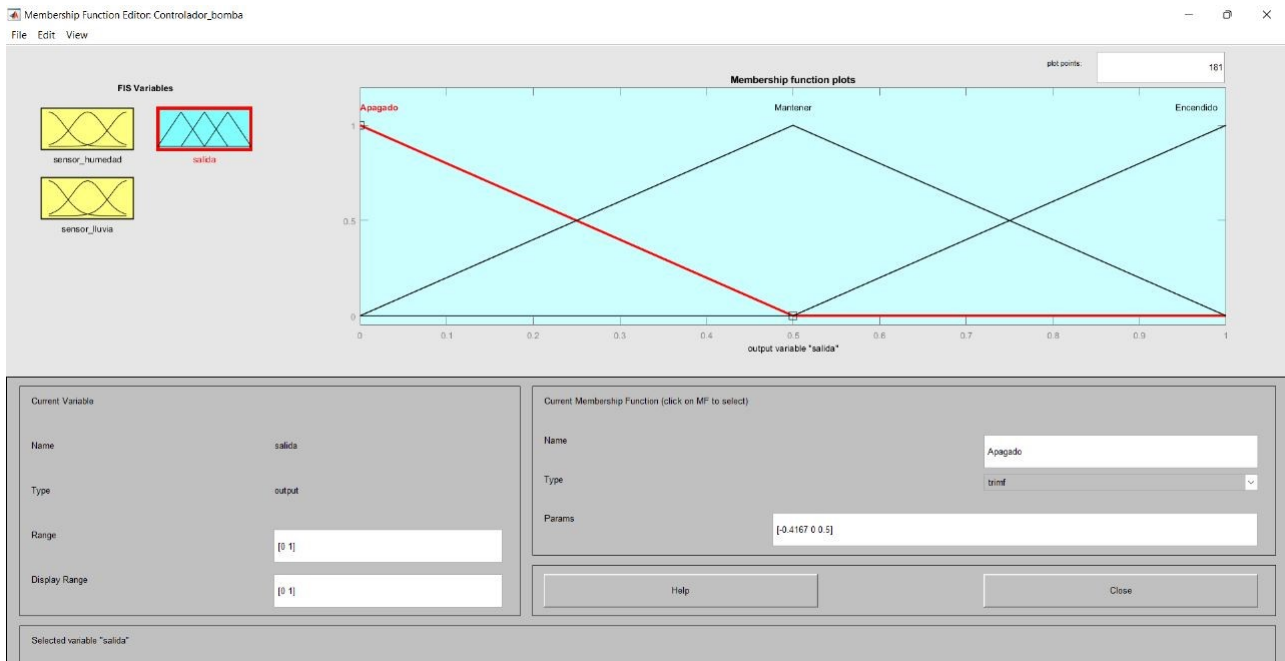 Membership Function Editor: Controlador_bomba
File Edit View
FIS Variables
sensor_humedad
salida
sensor_lluvia
plot points:
181
Membership function plots
Apagado
Mantener
Encendido
1
0.5
0
0 0.1 0.2 0.3 0.4 0.5 0.6 0.7 0.8 0.9 1
output variable "salida"
Current Variable
Name salida
Type output
Range [0 1]
Display Range [0 1]
Current Membership Function (click on MF to select)
Name Apagado
Type trimf
Params [-0.4167 0 0.5]
Help Close
Selected variable "salida"